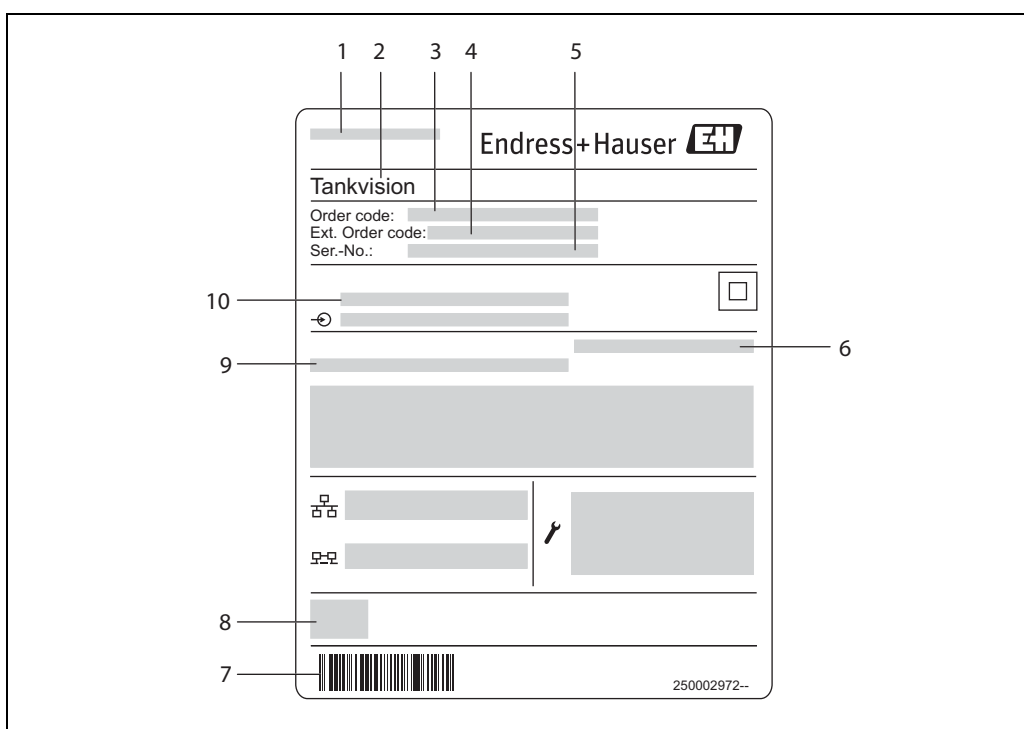 1 2 3 4 5
Endress+Hauser EH
Tankvision
Order code:
Ext. Order code:
Ser.-No.:
10
6
9
8
7
250002972--